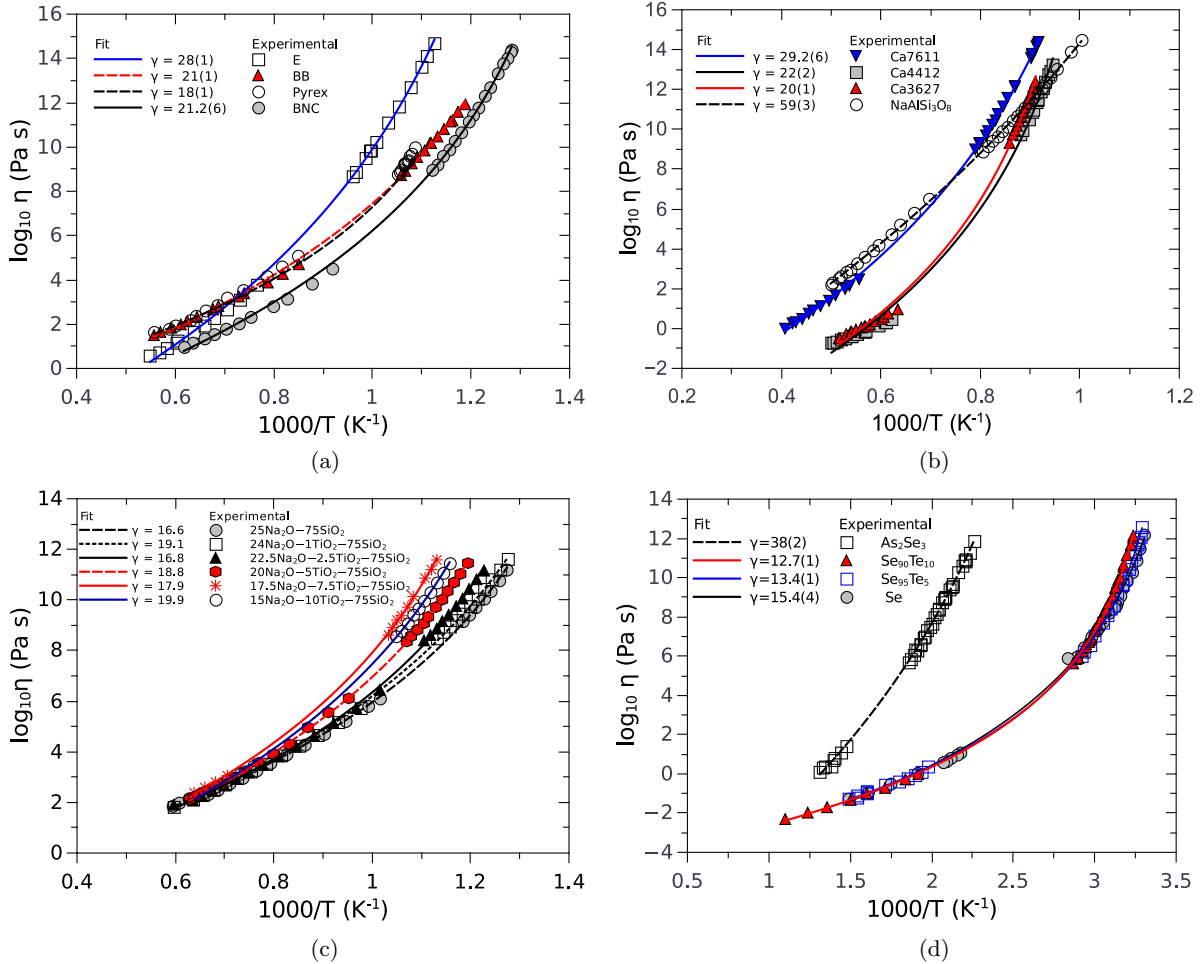 16
14
12
10
8
6
4
2
0
log₁₀ η (Pa s)
Fit
Experimental
γ = 28(1) E
γ = 21(1) BB
γ = 18(1) Pyrex
γ = 21.2(6) BNC
0.4 0.6 0.8 1 1.2 1.4
1000/T (K⁻¹)
(a)
16
14
12
10
8
6
4
2
0
−2
log₁₀ η (Pa s)
Fit
Experimental
γ = 29.2(6) Ca7611
γ = 22(2) Ca4412
γ = 20(1) Ca3627
γ = 59(3) NaAlSi₃O₈
0.2 0.4 0.6 0.8 1 1.2
1000/T (K⁻¹)
(b)
14
12
10
8
6
4
2
0
log₁₀η (Pa s)
Fit
Experimental
γ = 16.6 25Na₂O−75SiO₂
γ = 19.1 24Na₂O−1TiO₂−75SiO₂
γ = 16.8 22.5Na₂O−2.5TiO₂−75SiO₂
γ = 18.8 20Na₂O−5TiO₂−75SiO₂
γ = 17.9 17.5Na₂O−7.5TiO₂−75SiO₂
γ = 19.9 15Na₂O−10TiO₂−75SiO₂
0.4 0.6 0.8 1 1.2 1.4
1000/T (K⁻¹)
(c)
14
12
10
8
6
4
2
0
−2
−4
log₁₀ η (Pa s)
Fit
Experimental
γ=38(2) As₂Se₃
γ=12.7(1) Se₉₀Te₁₀
γ=13.4(1) Se₉₅Te₅
γ=15.4(4) Se
0.5 1 1.5 2 2.5 3 3.5
1000/T (K⁻¹)
(d)